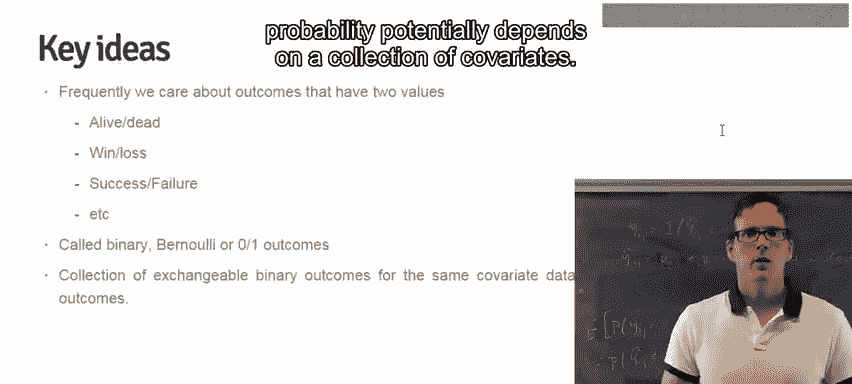 probability potentially depends
on a collection of covariates.
Key ideas
· Frequently we care about outcomes that have two values
- Alive/dead
- Win/loss
- Success/Failure
- etc
· Called binary, Bernoulli or 0/1 outcomes
· Collection of exchangeable binary outcomes for the same covariate data
outcomes.